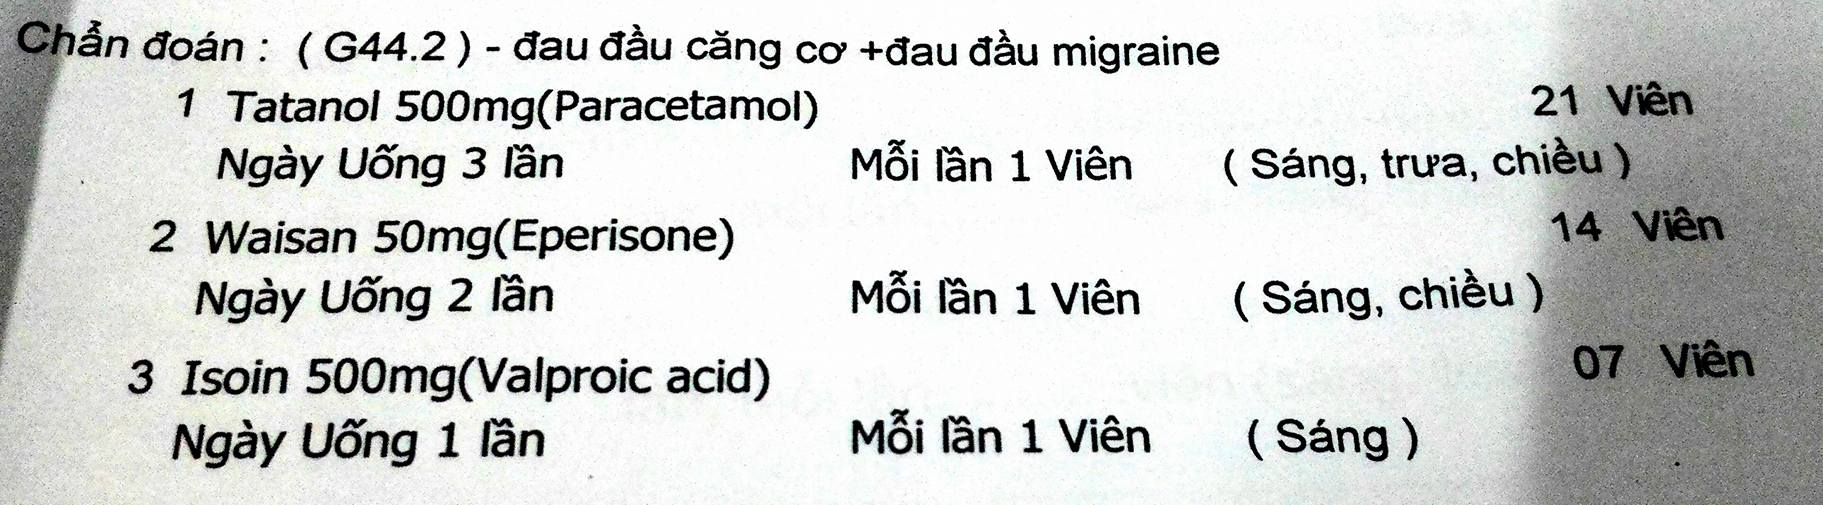 Chẩn đoán : ( G44.2 ) - đau đầu căng cơ +đau đầu migraine
1 Tatanol 500mg(Paracetamol) 21 Viên
Ngày Uống 3 lần Mỗi lần 1 Viên ( Sáng, trưa, chiều )
2 Waisan 50mg(Eperisone) 14 Viên
Ngày Uống 2 lần Mỗi lần 1 Viên ( Sáng, chiều )
3 Isoin 500mg(Valproic acid) 07 Viên
Ngày Uống 1 lần Mỗi lần 1 Viên ( Sáng )